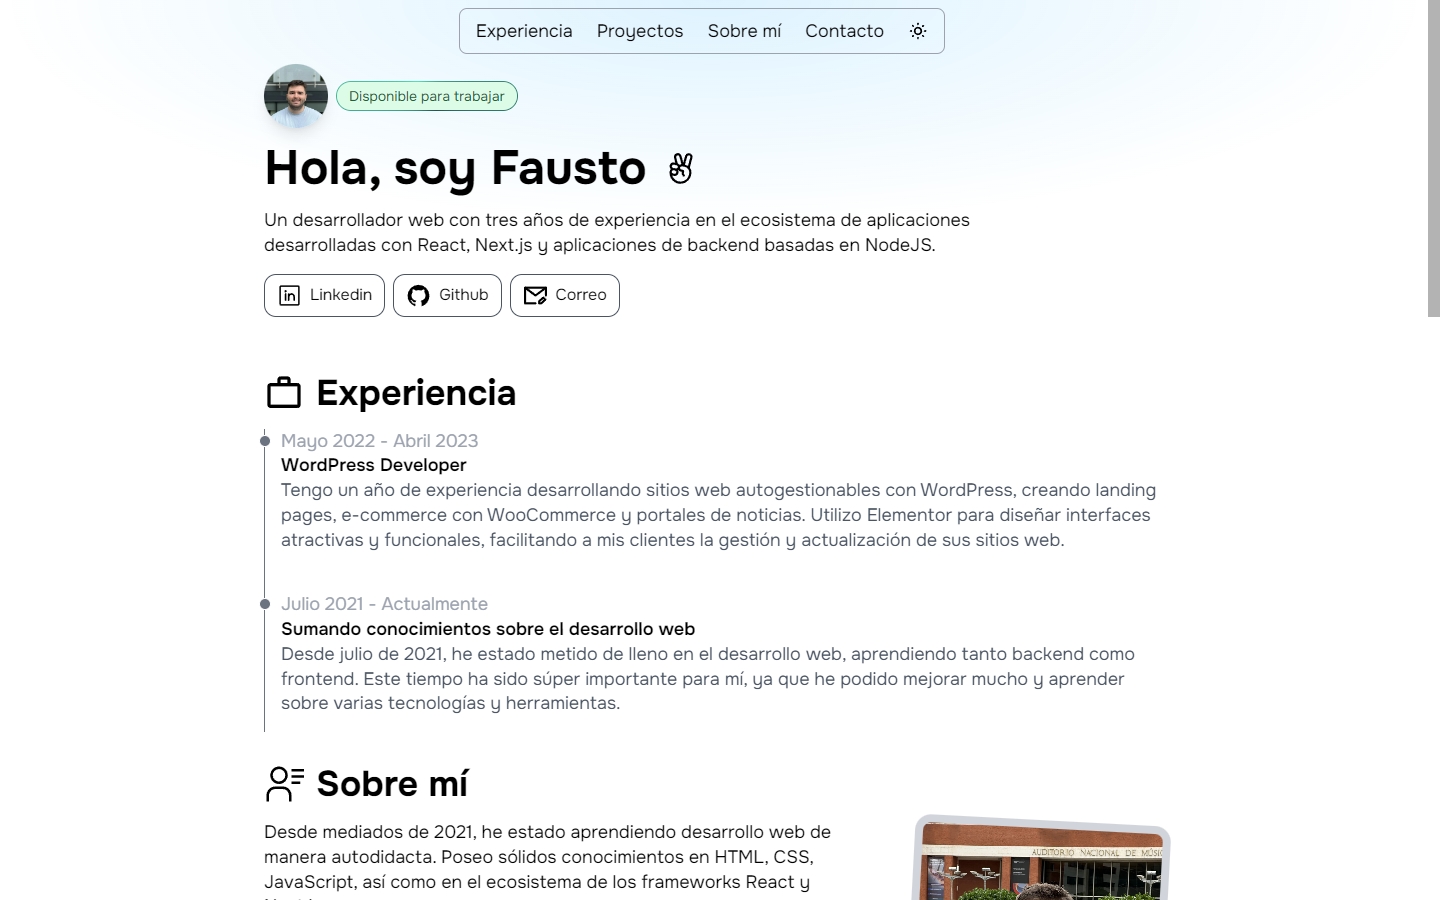 Experiencia Proyectos Sobre mí Contacto
Disponible para trabajar
Hola, soy Fausto
Un desarrollador web con tres años de experiencia en el ecosistema de aplicaciones
desarrolladas con React, Next.js y aplicaciones de backend basadas en NodeJS.
Linkedin Github Correo
Experiencia
Mayo 2022 - Abril 2023
WordPress Developer
Tengo un año de experiencia desarrollando sitios web autogestionables con WordPress, creando landing
pages, e-commerce con WooCommerce y portales de noticias. Utilizo Elementor para diseñar interfaces
atractivas y funcionales, facilitando a mis clientes la gestión y actualización de sus sitios web.
Julio 2021 - Actualmente
Sumando conocimientos sobre el desarrollo web
Desde julio de 2021, he estado metido de lleno en el desarrollo web, aprendiendo tanto backend como
frontend. Este tiempo ha sido súper importante para mí, ya que he podido mejorar mucho y aprender
sobre varias tecnologías y herramientas.
Sobre mí
Desde mediados de 2021, he estado aprendiendo desarrollo web de
manera autodidacta. Poseo sólidos conocimientos en HTML, CSS,
JavaScript, así como en el ecosistema de los frameworks React y
AUDITORIO NACIONAL DE MÚSIC